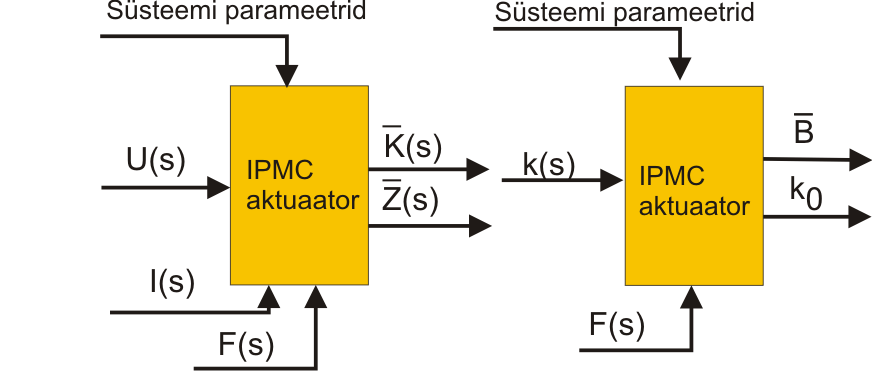 Süsteemi parameetrid
U(s)
IPMC
aktuaator
K̅(s)
Z̅(s)
I(s)
F(s)
Süsteemi parameetrid
k(s)
IPMC
aktuaator
B̅
k₀
F(s)